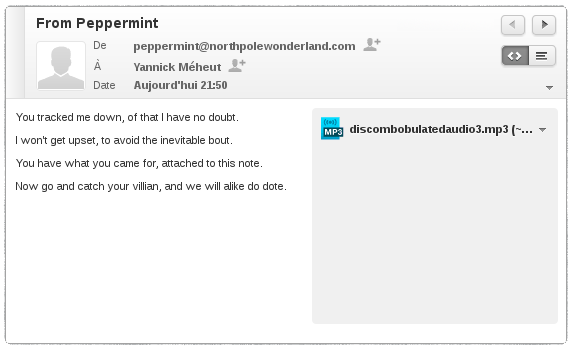 From Peppermint
De peppermint@northpolewonderland.com
À Yannick Méheut
Date Aujourd'hui 21:50
You tracked me down, of that I have no doubt.
I won't get upset, to avoid the inevitable bout.
You have what you came for, attached to this note.
Now go and catch your villian, and we will alike do dote.
MP3 discombobulatedaudio3.mp3 (~...